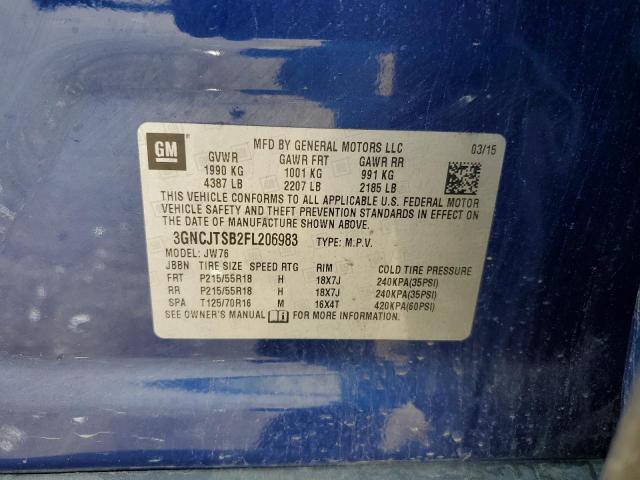 GM
MFD BY GENERAL MOTORS LLC 03/15
GVWR GAWR FRT GAWR RR
1990 KG 1001 KG 991 KG
4387 LB 2207 LB 2185 LB
THIS VEHICLE CONFORMS TO ALL APPLICABLE U.S. FEDERAL MOTOR
VEHICLE SAFETY AND THEFT PREVENTION STANDARDS IN EFFECT ON
THE DATE OF MANUFACTURE SHOWN ABOVE.
3GNCJTSB2FL206983 TYPE: M.P.V.
MODEL: JW76
JBBN TIRE SIZE SPEED RTG RIM COLD TIRE PRESSURE
FRT P215/55R18 H 18X7J 240KPA(35PSI)
RR P215/55R18 H 18X7J 240KPA(35PSI)
SPA T125/70R16 M 16X4T 420KPA(60PSI)
SEE OWNER'S MANUAL FOR MORE INFORMATION.